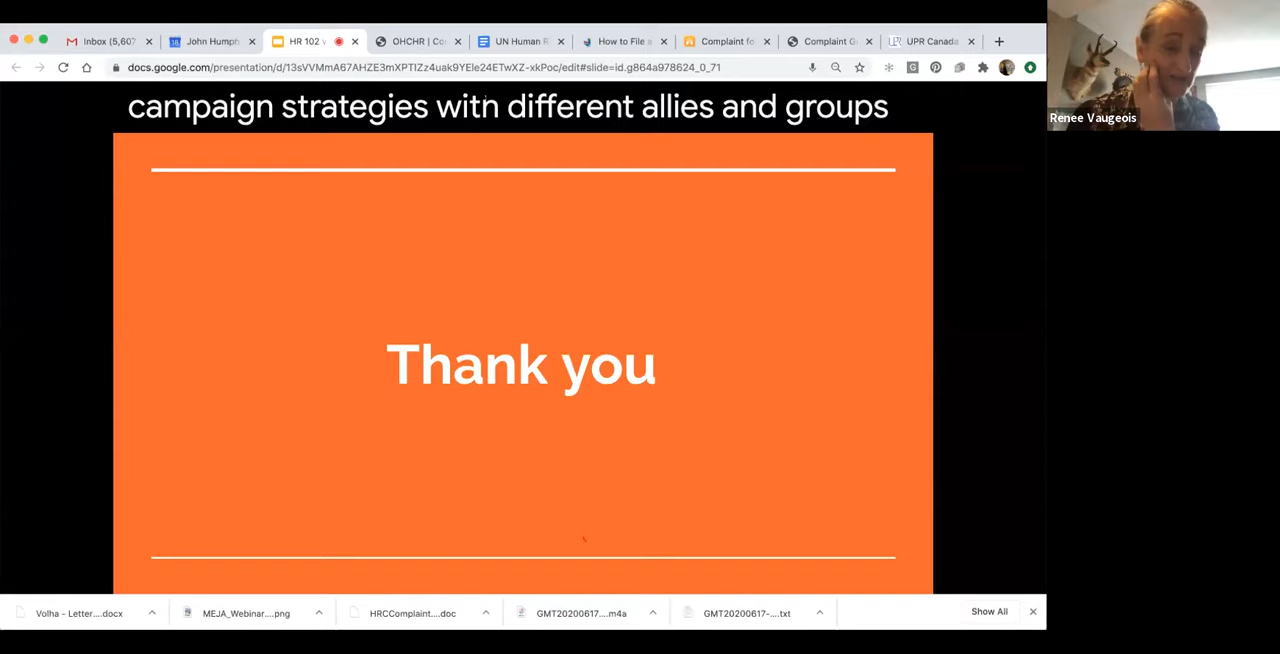 Inbox (5,607
John Humph
HR 102 v
OHCHR | Co
UN Human R
How to File a
Complaint fo
Complaint G
UPR Canada
docs.google.com/presentation/d/13sVVMmA67AHZE3mXPTIZz4uak9YEle24ETwXZ-xkPoc/edit#slide=id.g864a978624_0_71
Renee Vaugeois
campaign strategies with different allies and groups
Thank you
Volha - Letter....docx
MEJA_Webinar....png
HRCComplaint....doc
GMT20200617....m4a
GMT20200617-....txt
Show All